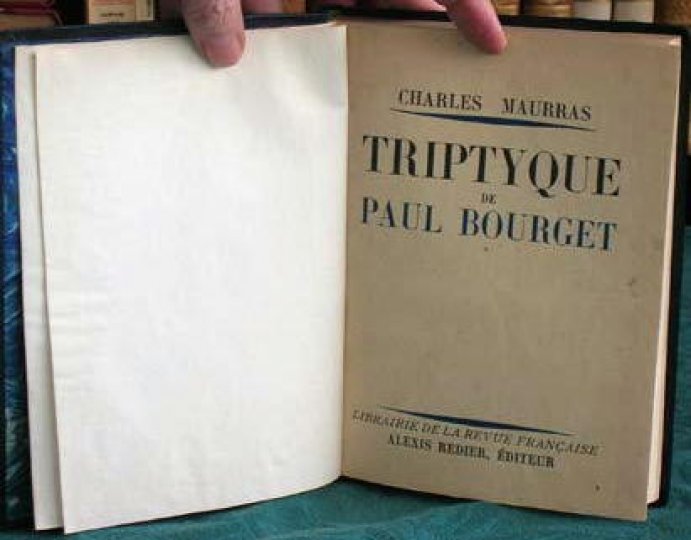 CHARLES MAURRAS
TRIPTYQUE
DE
PAUL BOURGET
LIBRAIRIE DE LA REVUE FRANÇAISE
ALEXIS REDIER, ÉDITEUR